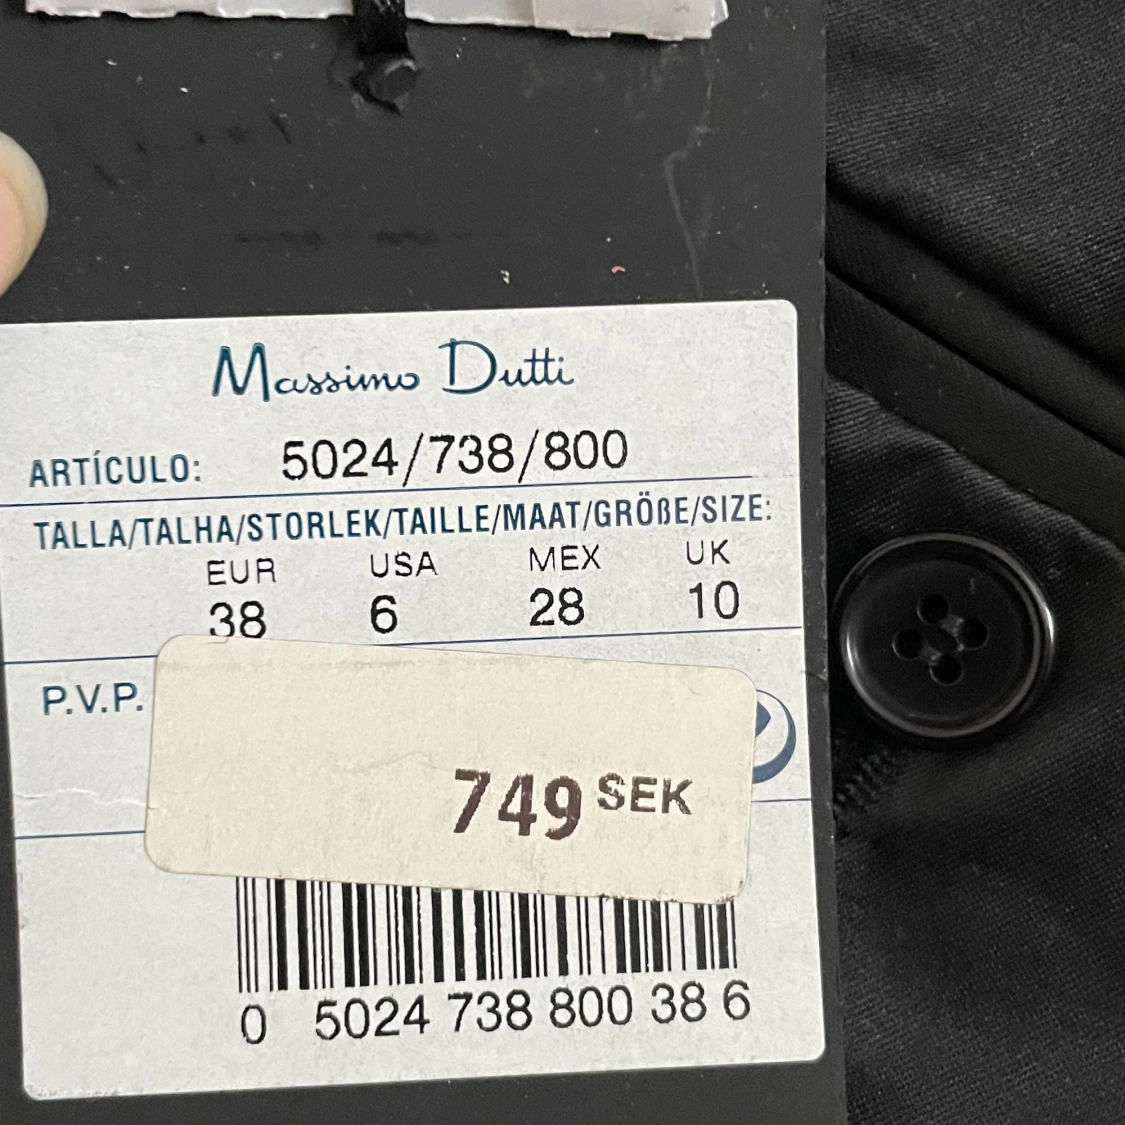 Massimo Dutti
ARTÍCULO: 5024/738/800
TALLA/TALHA/STORLEK/TAILLE/MAAT/GRÖßE/SIZE:
EUR USA MEX UK
38 6 28 10
P.V.P.
749 SEK
0 5024 738 800 38 6